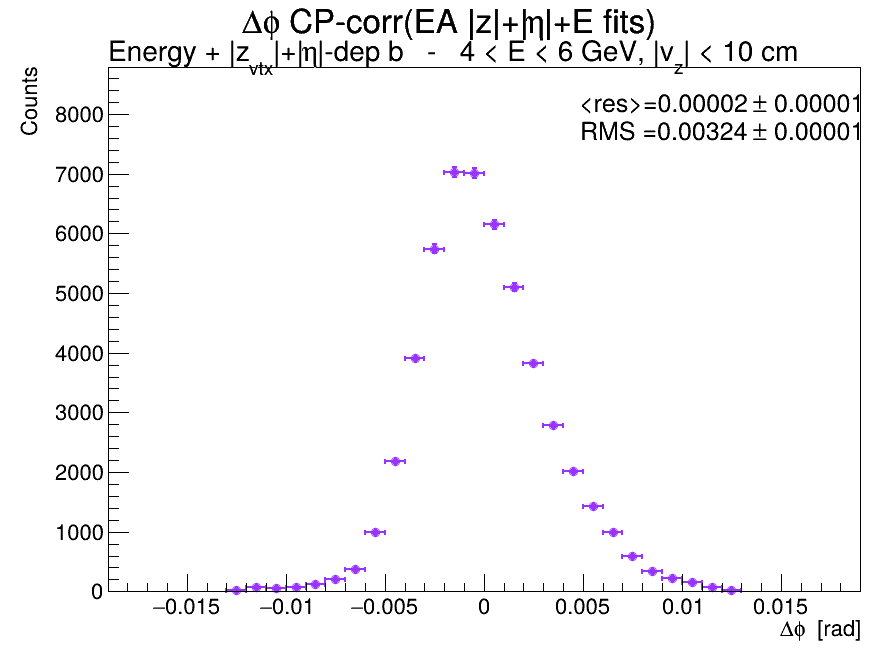 Δϕ CP-corr(EA |z|+|η|+E fits)
Energy + |z_vtx|+|η|-dep b - 4 < E < 6 GeV, |v_z| < 10 cm
<res>=0.00002 ± 0.00001
RMS =0.00324 ± 0.00001
Counts
8000
7000
6000
5000
4000
3000
2000
1000
0
−0.015 −0.01 −0.005 0 0.005 0.01 0.015
Δϕ [rad]